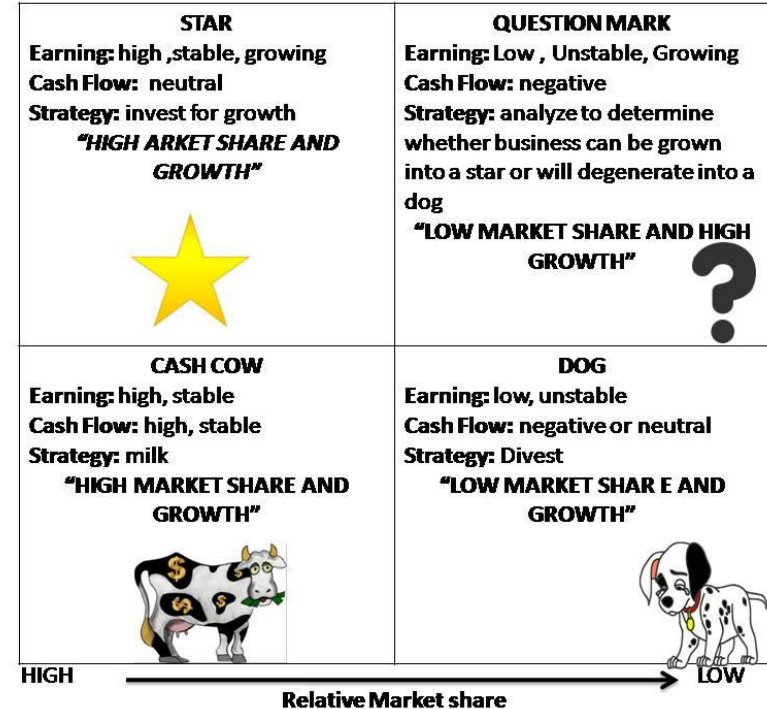 STAR
Earning: high ,stable, growing
Cash Flow: neutral
Strategy: invest for growth
“HIGH ARKET SHARE AND
GROWTH”
QUESTION MARK
Earning: Low , Unstable, Growing
Cash Flow: negative
Strategy: analyze to determine
whether business can be grown
into a star or will degenerate into a
dog
“LOW MARKET SHARE AND HIGH
GROWTH”
?
CASH COW
Earning: high, stable
Cash Flow: high, stable
Strategy: milk
“HIGH MARKET SHARE AND
GROWTH”
$ $ $ $ $
DOG
Earning: low, unstable
Cash Flow: negative or neutral
Strategy: Divest
“LOW MARKET SHAR E AND
GROWTH”
HIGH
LOW
Relative Market share